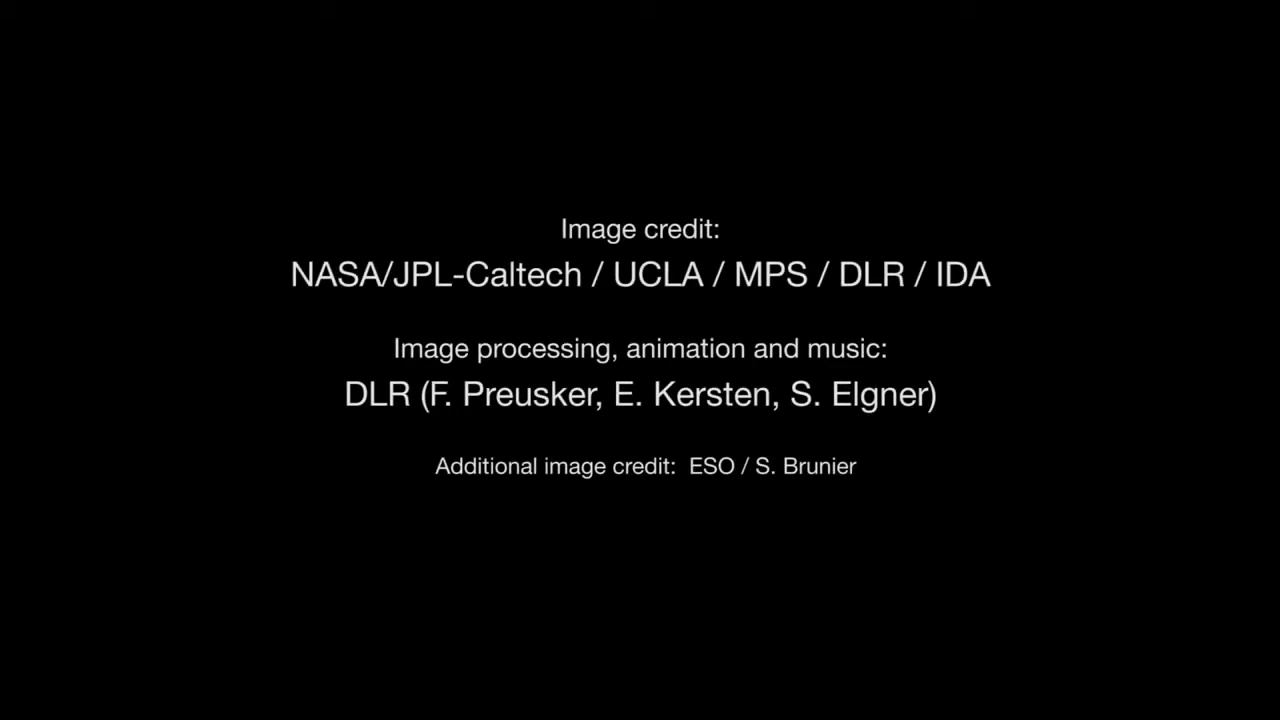 Image credit:
NASA/JPL-Caltech / UCLA / MPS / DLR / IDA
Image processing, animation and music:
DLR (F. Preusker, E. Kersten, S. Elgner)
Additional image credit:  ESO / S. Brunier